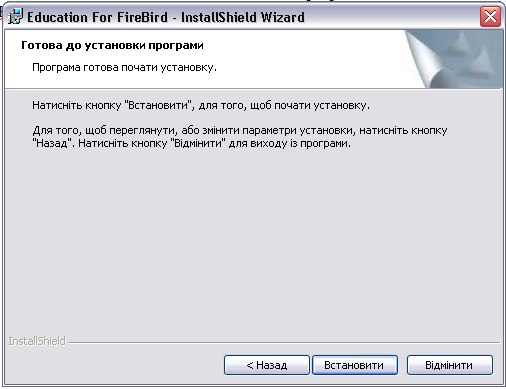 Education For FireBird - InstallShield Wizard
Готова до установки програми
Програма готова почати установку.
Натисніть кнопку "Встановити", для того, щоб почати установку.
Для того, щоб переглянути, або змінити параметри установки, натисніть кнопку
"Назад". Натисніть кнопку "Відмінити" для виходу із програми.
InstallShield
< Назад
Встановити
Відмінити